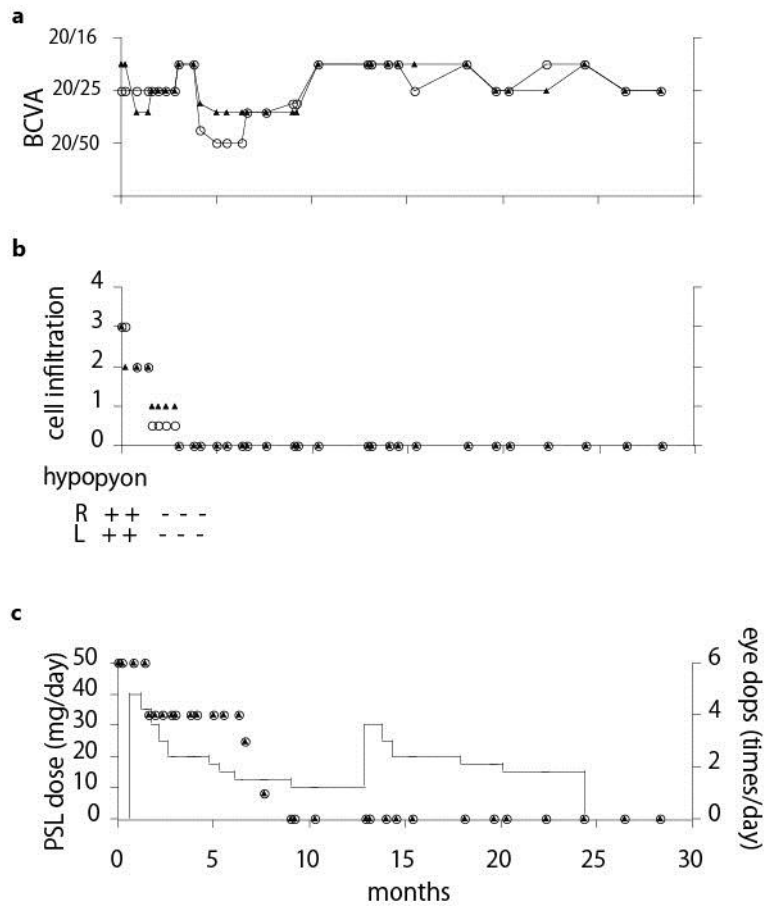 a
20/16
20/25
20/50
BCVA
b
4
3
2
1
0
cell infiltration
hypopyon
R + + - - -
L + + - - -
c
50
40
30
20
10
0
PSL dose (mg/day)
6
4
2
0
eye dops (times/day)
0 5 10 15 20 25 30
months